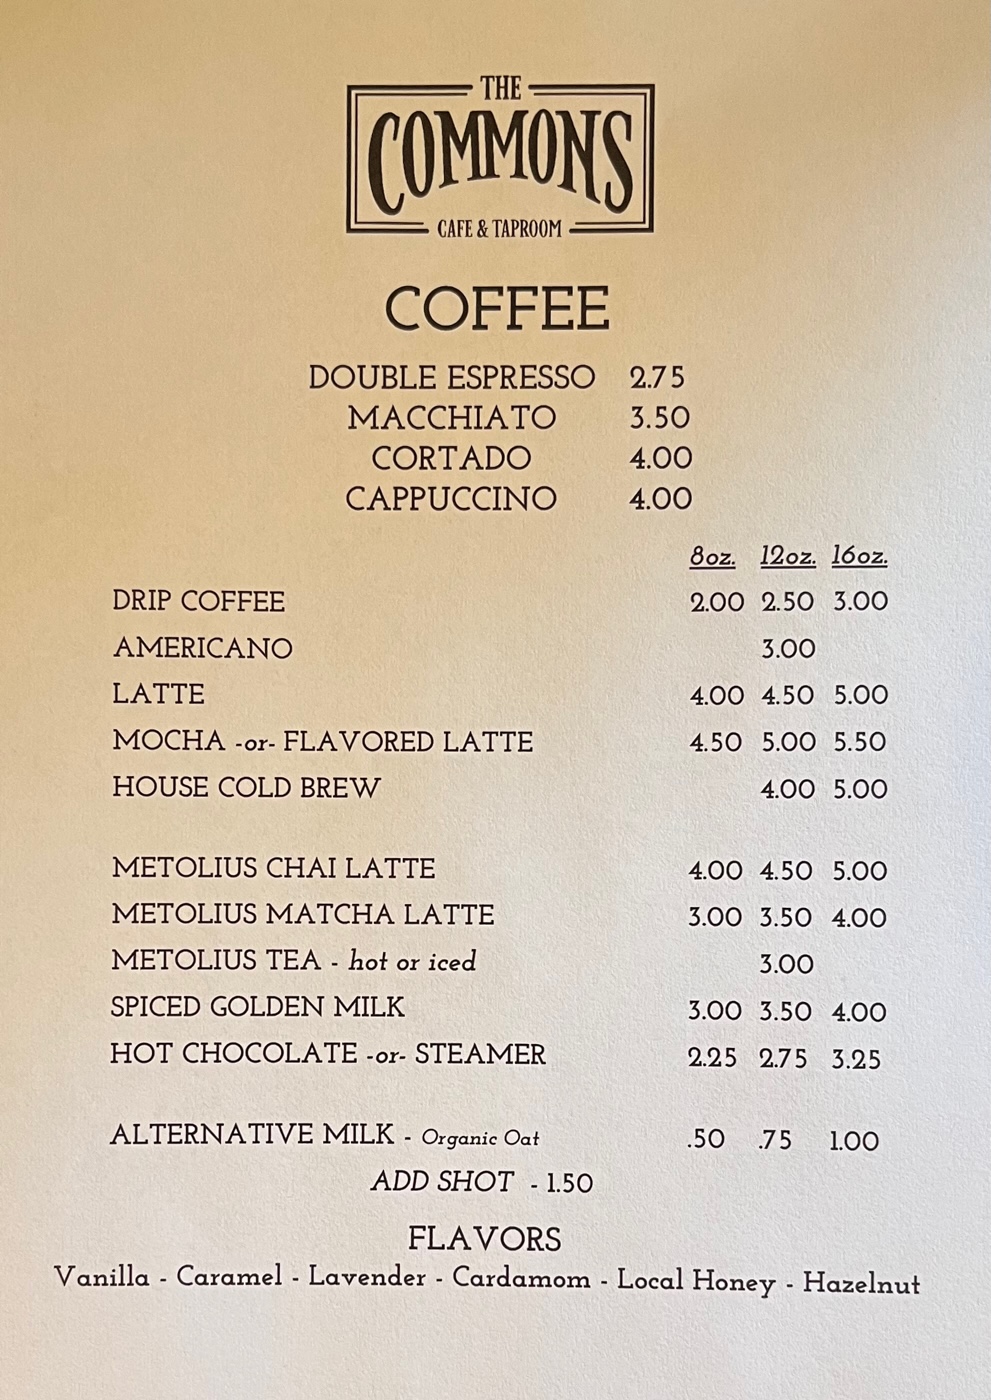 THE
COMMONS
CAFE & TAPROOM
COFFEE
DOUBLE ESPRESSO 2.75
MACCHIATO 3.50
CORTADO 4.00
CAPPUCCINO 4.00
8oz. 12oz. 16oz.
DRIP COFFEE 2.00 2.50 3.00
AMERICANO 3.00
LATTE 4.00 4.50 5.00
MOCHA -or- FLAVORED LATTE 4.50 5.00 5.50
HOUSE COLD BREW 4.00 5.00
METOLIUS CHAI LATTE 4.00 4.50 5.00
METOLIUS MATCHA LATTE 3.00 3.50 4.00
METOLIUS TEA - hot or iced 3.00
SPICED GOLDEN MILK 3.00 3.50 4.00
HOT CHOCOLATE -or- STEAMER 2.25 2.75 3.25
ALTERNATIVE MILK - Organic Oat .50 .75 1.00
ADD SHOT - 1.50
FLAVORS
Vanilla - Caramel - Lavender - Cardamom - Local Honey - Hazelnut